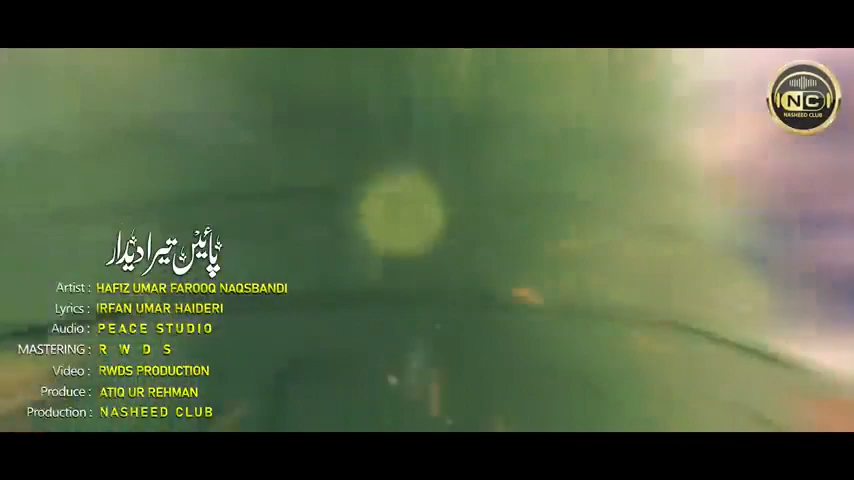 NC
NASHEED CLUB
پائیں تیرا دیدار
Artist : HAFIZ UMAR FAROOQ NAQSBANDI
Lyrics : IRFAN UMAR HAIDERI
Audio : PEACE STUDIO
MASTERING : R W D S
Video : RWDS PRODUCTION
Produce : ATIQ UR REHMAN
Production : NASHEED CLUB